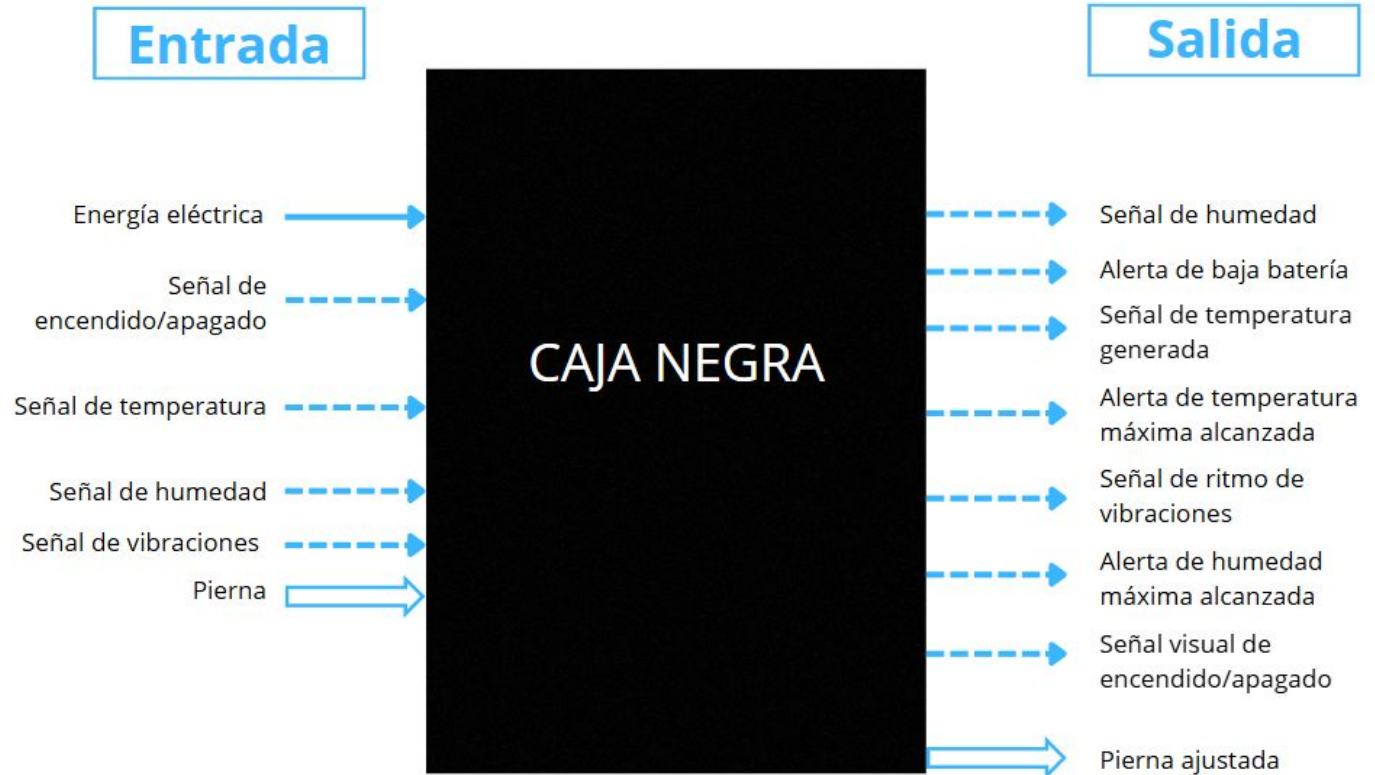 Entrada
Salida
Energía eléctrica
Señal de
encendido/apagado
Señal de temperatura
Señal de humedad
Señal de vibraciones
Pierna
CAJA NEGRA
Señal de humedad
Alerta de baja batería
Señal de temperatura
generada
Alerta de temperatura
máxima alcanzada
Señal de ritmo de
vibraciones
Alerta de humedad
máxima alcanzada
Señal visual de
encendido/apagado
Pierna ajustada